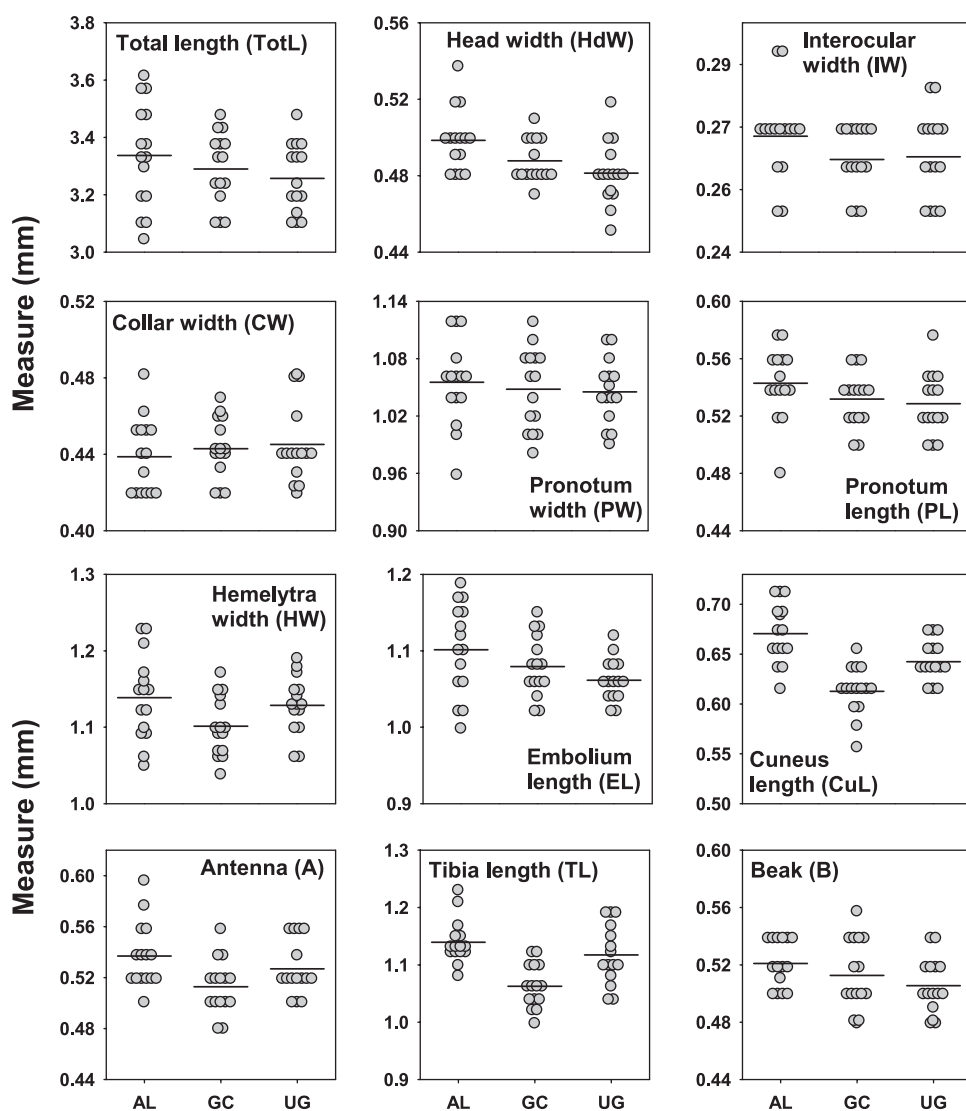 Measure (mm)
3.8
3.6
3.4
3.2
3.0
Total length (TotL)
0.56
0.52
0.48
0.44
Head width (HdW)
0.29
0.27
0.26
0.24
Interocular
width (IW)
0.52
0.48
0.44
0.40
Collar width (CW)
1.14
1.08
1.02
0.96
0.90
Pronotum
width (PW)
0.60
0.56
0.52
0.48
0.44
Pronotum
length (PL)
Measure (mm)
1.3
1.2
1.1
1.0
Hemelytra
width (HW)
1.2
1.1
1.0
0.9
Embolium
length (EL)
0.70
0.65
0.60
0.55
0.50
Cuneus
length (CuL)
0.60
0.56
0.52
0.48
0.44
Antenna (A)
AL GC UG
1.3
1.2
1.1
1.0
0.9
Tibia length (TL)
AL GC UG
0.60
0.56
0.52
0.48
0.44
Beak (B)
AL GC UG